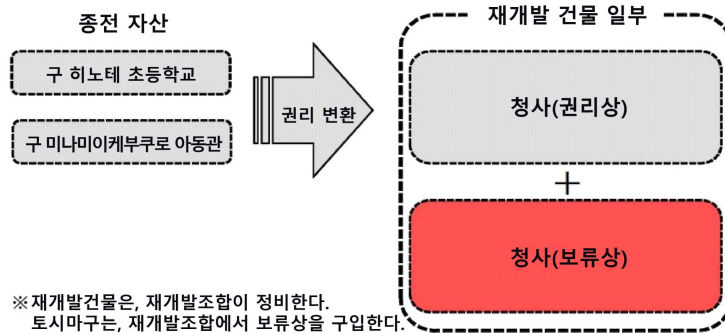 종전 자산
재개발 건물 일부
구 히노데 초등학교
구 미나미이케부쿠로 아동관
권리 변환
청사(권리상)
+
청사(보류상)
※재개발건물은, 재개발조합이 정비한다.
토시마구는, 재개발조합에서 보류상을 구입한다.